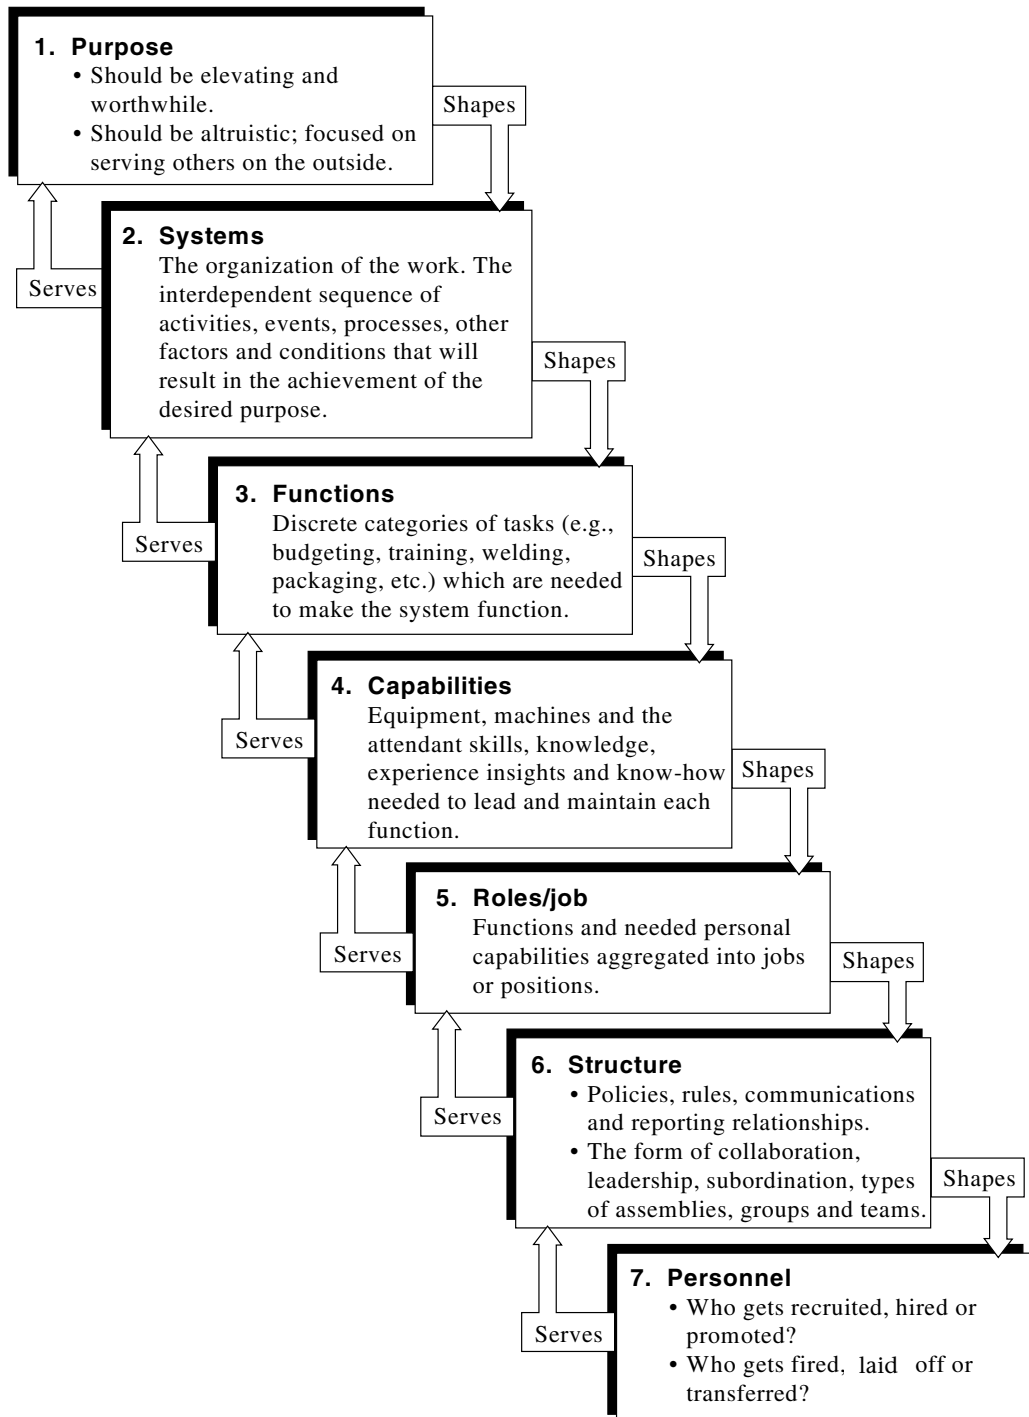 1. Purpose
• Should be elevating and
worthwhile.
• Should be altruistic; focused on
serving others on the outside.
Shapes
Serves
2. Systems
The organization of the work. The
interdependent sequence of
activities, events, processes, other
factors and conditions that will
result in the achievement of the
desired purpose.
Shapes
Serves
3. Functions
Discrete categories of tasks (e.g.,
budgeting, training, welding,
packaging, etc.) which are needed
to make the system function.
Shapes
Serves
4. Capabilities
Equipment, machines and the
attendant skills, knowledge,
experience insights and know-how
needed to lead and maintain each
function.
Shapes
Serves
5. Roles/job
Functions and needed personal
capabilities aggregated into jobs
or positions.
Shapes
Serves
6. Structure
• Policies, rules, communications
and reporting relationships.
• The form of collaboration,
leadership, subordination, types
of assemblies, groups and teams.
Shapes
Serves
7. Personnel
• Who gets recruited, hired or
promoted?
• Who gets fired, laid off or
transferred?